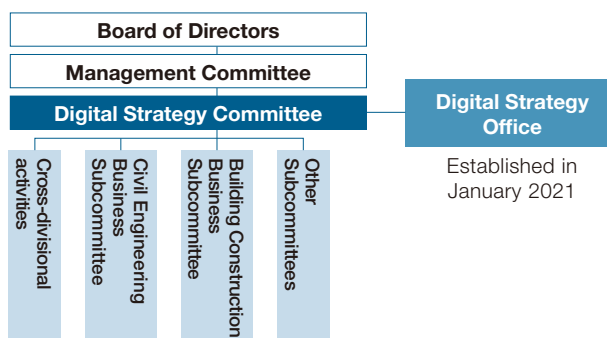 Board of Directors
Management Committee
Digital Strategy Committee
Digital Strategy
Office
Established in
January 2021
Cross-divisional
activities
Civil Engineering
Business
Subcommittee
Building Construction
Business
Subcommittee
Other
Subcommittees